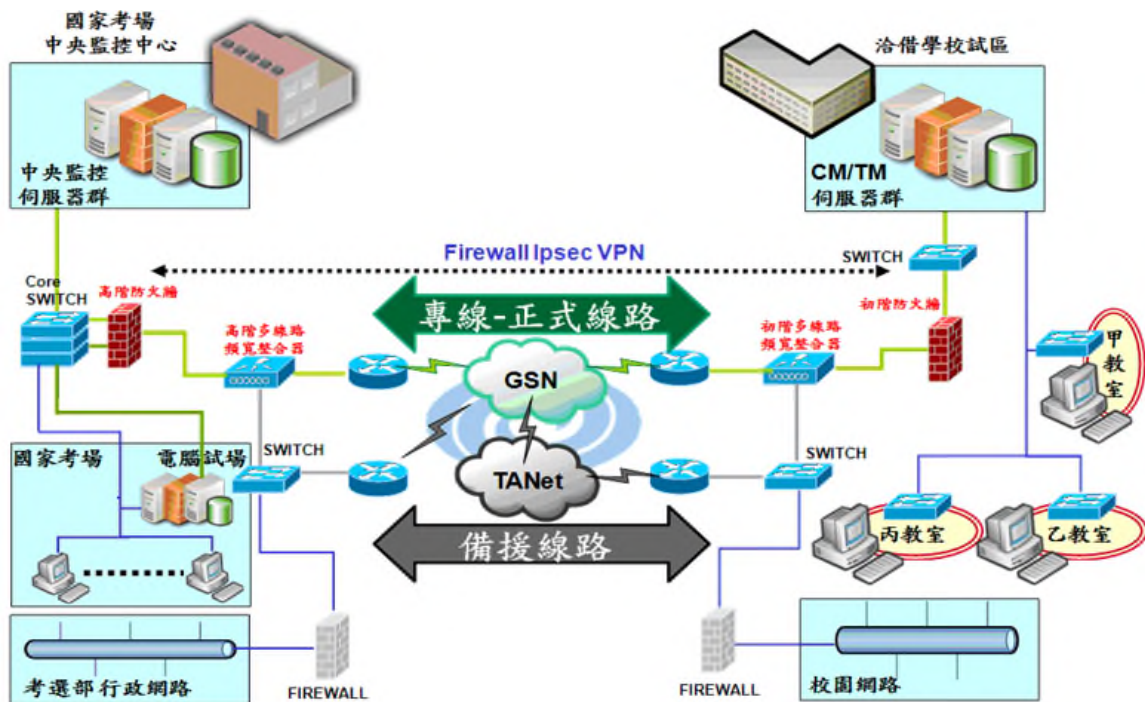 國家考場
中央監控中心
洽借學校試區
中央監控
伺服器群
CM/TM
伺服器群
Firewall Ipsec VPN
SWITCH
Core
SWITCH
高階防火牆
專線-正式線路
初階防火牆
高階多線路
頻寬整合器
初階多線路
頻寬整合器
GSN
甲教室
國家考場
電腦試場
SWITCH
SWITCH
TANet
備援線路
丙教室
乙教室
考選部行政網路
FIREWALL
FIREWALL
校園網路